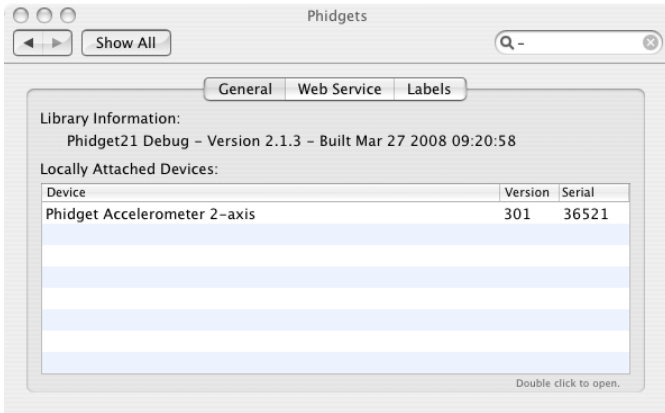 Phidgets
Show All
-
General Web Service Labels
Library Information:
Phidget21 Debug - Version 2.1.3 - Built Mar 27 2008 09:20:58
Locally Attached Devices:
Device Version Serial
Phidget Accelerometer 2-axis 301 36521
Double click to open.